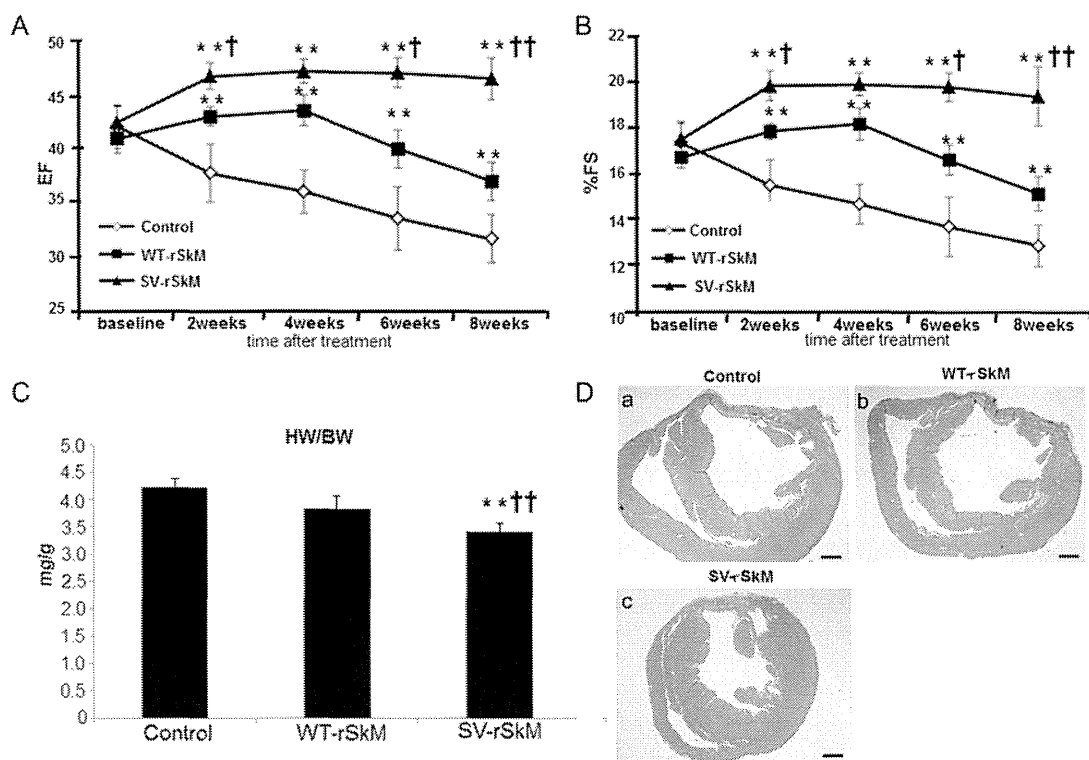 A
EF
50
45
40
35
30
25
**†
**
**†
**††
**
**
**
**
Control
WT-rSkM
SV-rSkM
baseline
2weeks
4weeks
6weeks
8weeks
time after treatment
B
%FS
22
20
18
16
14
12
10
**†
**
**†
**††
**
**
**
**
Control
WT-rSkM
SV-rSkM
baseline
2weeks
4weeks
6weeks
8weeks
time after treatment
C
HW/BW
mg/g
5.0
4.5
4.0
3.5
3.0
2.5
2.0
1.5
1.0
0.5
0
**††
Control
WT-rSkM
SV-rSkM
D
Control
a
WT-rSkM
b
SV-rSkM
c